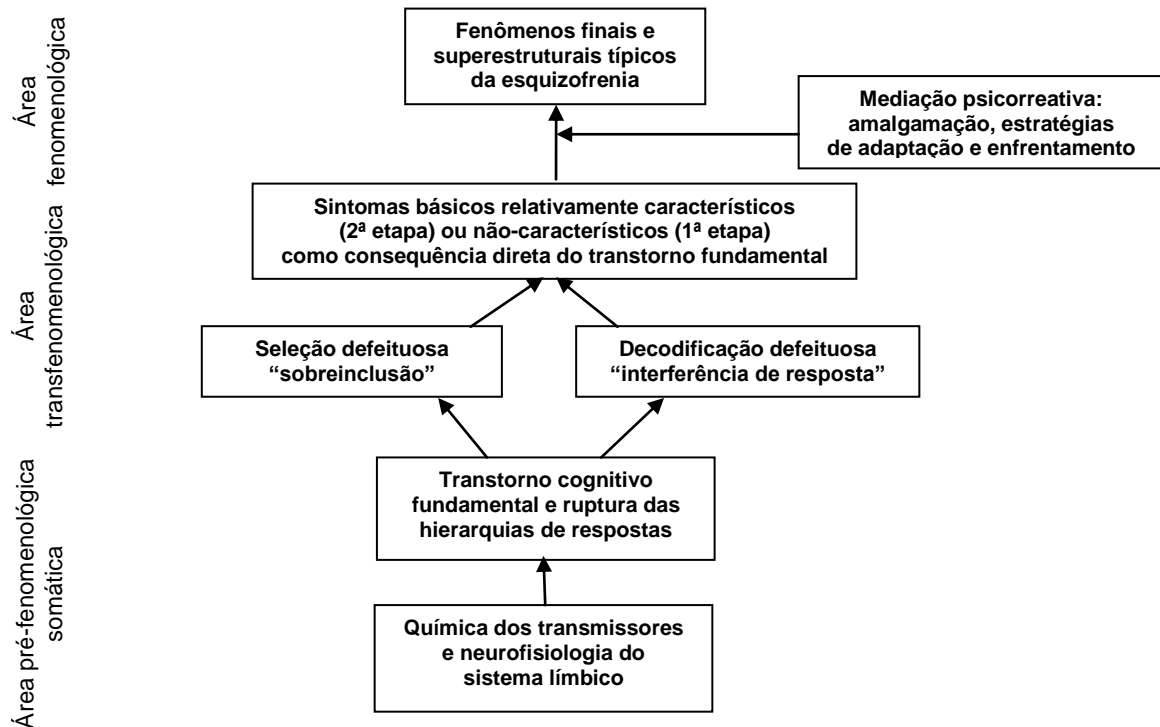 Área
fenomenológica
Fenômenos finais e
superestruturais típicos
da esquizofrenia
Mediação psicorreativa:
amalgamação, estratégias
de adaptação e enfrentamento
Área
transfenomenológica
Sintomas básicos relativamente característicos
(2ª etapa) ou não-característicos (1ª etapa)
como consequência direta do transtorno fundamental
Seleção defeituosa
“sobreinclusão”
Decodificação defeituosa
“interferência de resposta”
Área pré-fenomenológica
somática
Transtorno cognitivo
fundamental e ruptura das
hierarquias de respostas
Química dos transmissores
e neurofisiologia do
sistema límbico